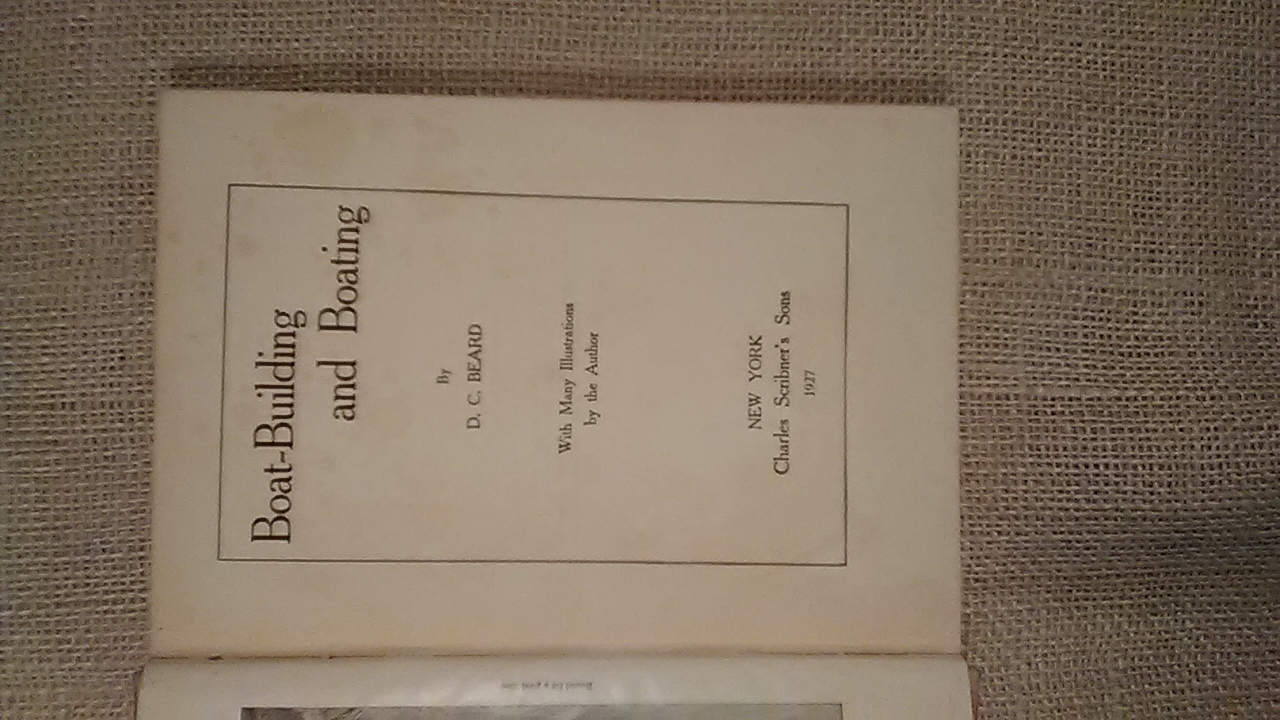 Boat-Building
and Boating
By
D. C. BEARD
With Many Illustrations
by the Author
NEW YORK
Charles Scribner's Sons
1927